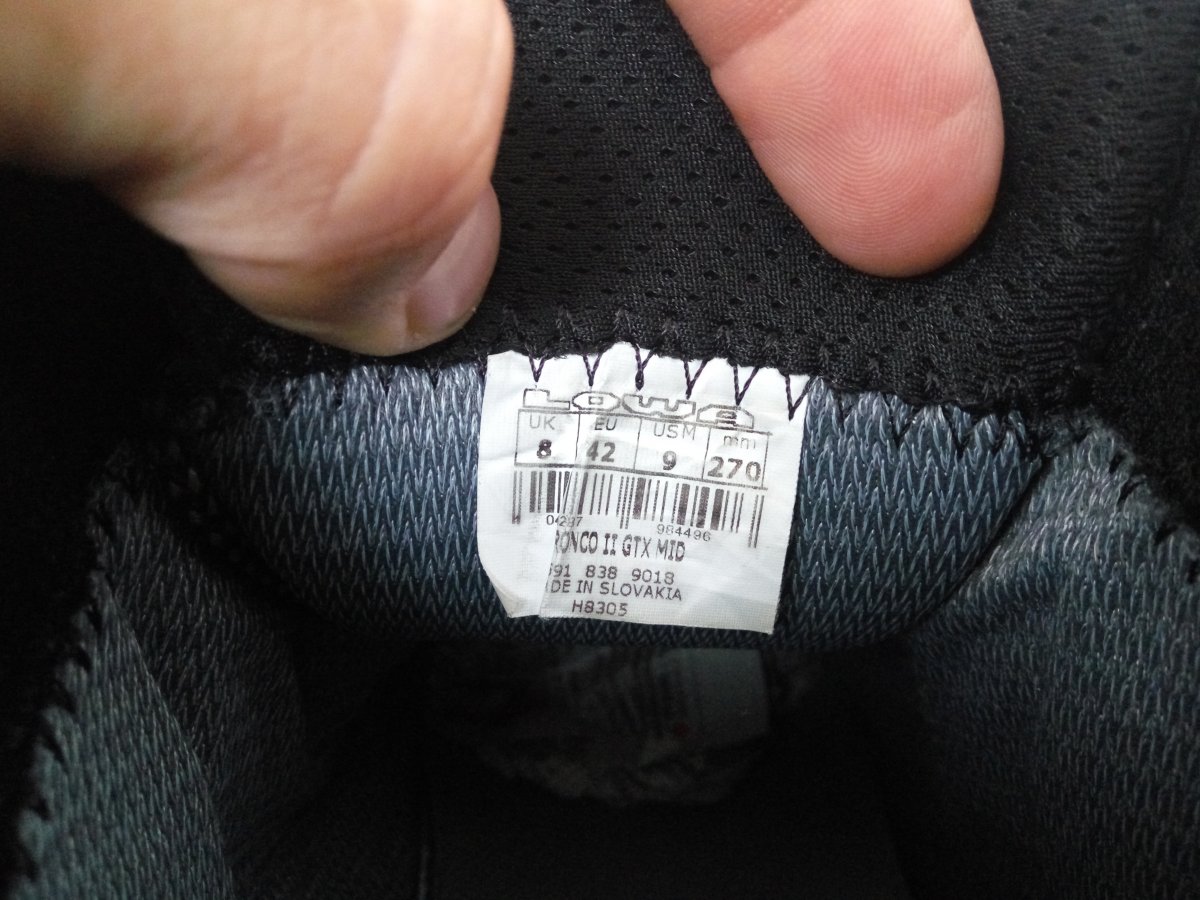 LOWA
UK EU USM mm
8 42 9 270
04297 984496
RONCO II GTX MID
91 838 9018
DE IN SLOVAKIA
H8305